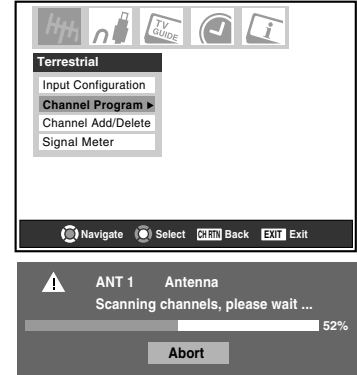 TV
GUIDE
Terrestrial
Input Configuration
Channel Program
Channel Add/Delete
Signal Meter
Navigate Select CH RTN Back EXIT Exit
ANT 1 Antenna
Scanning channels, please wait ...
52%
Abort